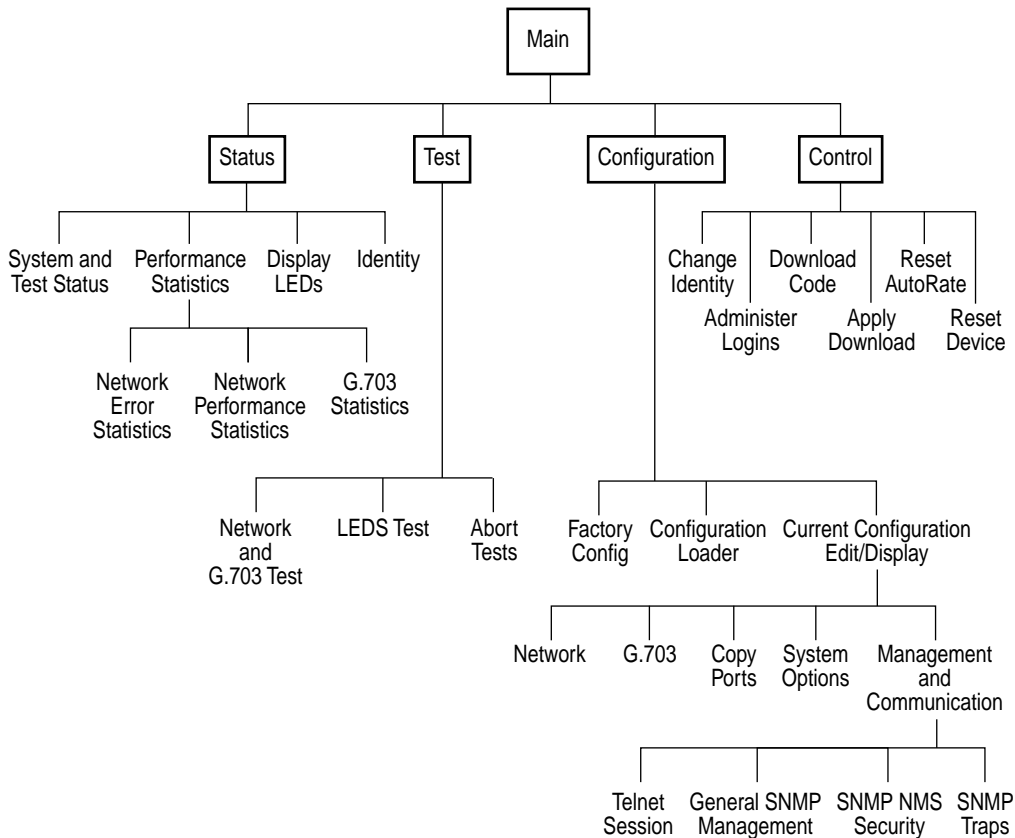 Main
Status
Test
Configuration
Control
System and
Test Status
Performance
Statistics
Display
LEDs
Identity
Change
Identity
Administer
Logins
Download
Code
Apply
Download
Reset
AutoRate
Reset
Device
Network
Error
Statistics
Network
Performance
Statistics
G.703
Statistics
Network
and
G.703 Test
LEDS Test
Abort
Tests
Factory
Config
Configuration
Loader
Current Configuration
Edit/Display
Network
G.703
Copy
Ports
System
Options
Management
and
Communication
Telnet
Session
General SNMP
Management
SNMP NMS
Security
SNMP
Traps